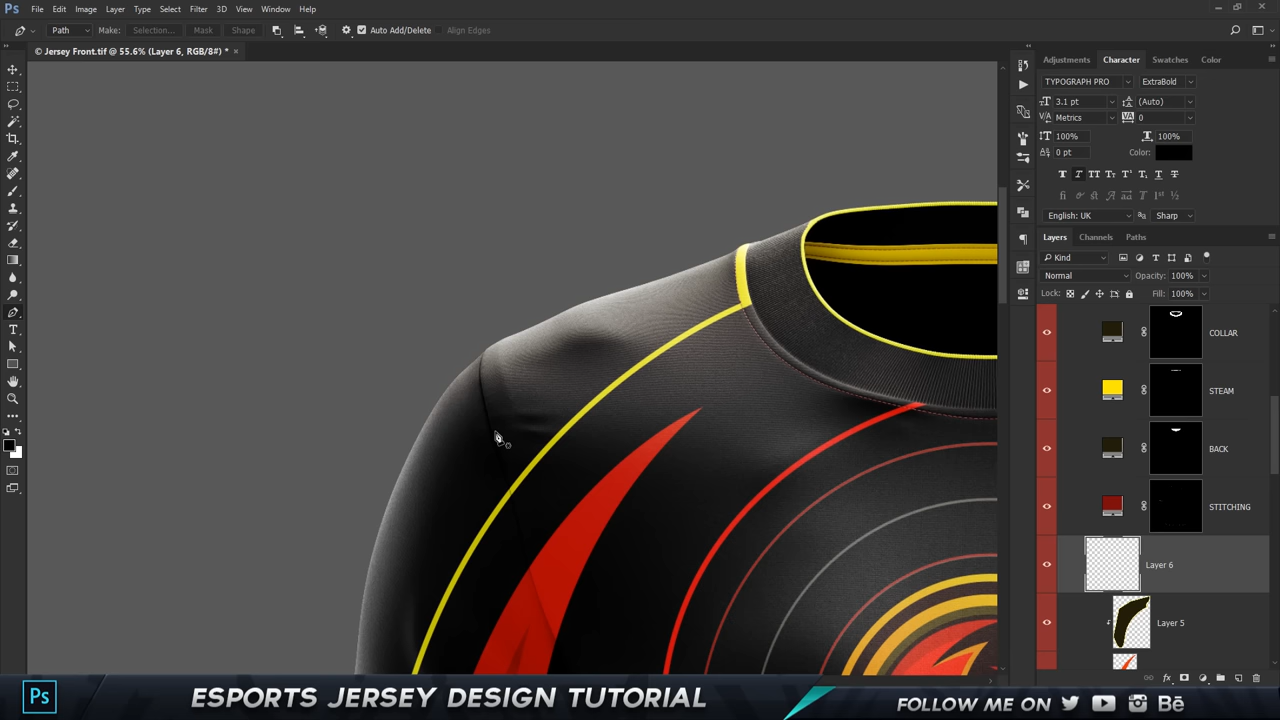 Ps File Edit Image Layer Type Select Filter 3D View Window Help
Path Make: Selection... Mask Shape Auto Add/Delete Align Edges
© Jersey Front.tif @ 55.6% (Layer 6, RGB/8#) * ×
Adjustments Character Swatches Color
TYPOGRAPH PRO ExtraBold
3.1 pt (Auto)
Metrics 0
100% 100%
0 pt Color:
English: UK Sharp
Layers Channels Paths
Kind
Normal Opacity: 100%
Lock: Fill: 100%
COLLAR
STEAM
BACK
STITCHING
Layer 6
Layer 5
Ps ESPORTS JERSEY DESIGN TUTORIAL FOLLOW ME ON Bē